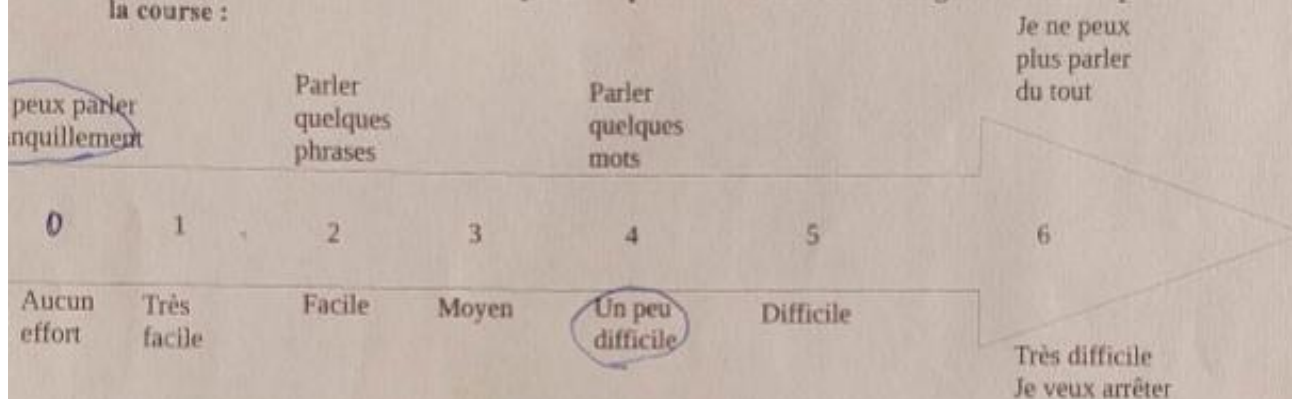 la course :
Je ne peux
plus parler
du tout
peux parler
nquillement
Parler
quelques
phrases
Parler
quelques
mots
0 1 2 3 4 5 6
Aucun
effort
Très
facile
Facile
Moyen
Un peu
difficile
Difficile
Très difficile
Je veux arrêter